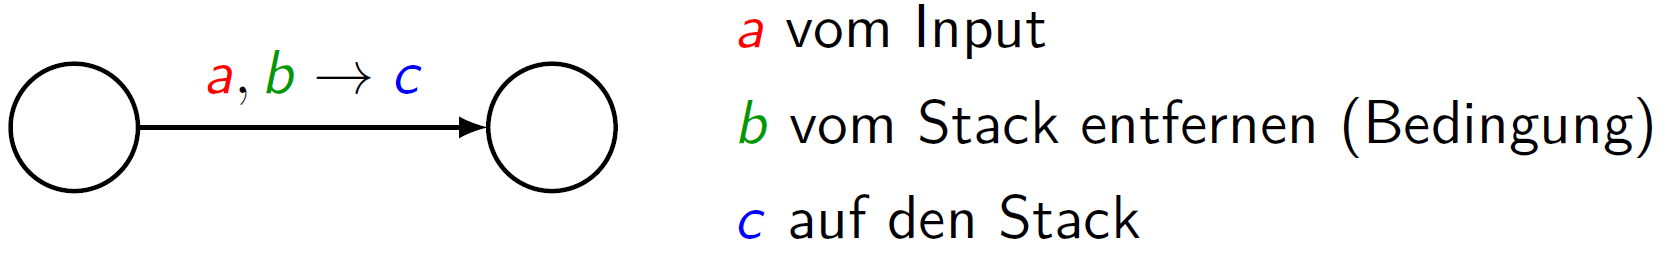 a, b → c
a vom Input
b vom Stack entfernen (Bedingung)
c auf den Stack